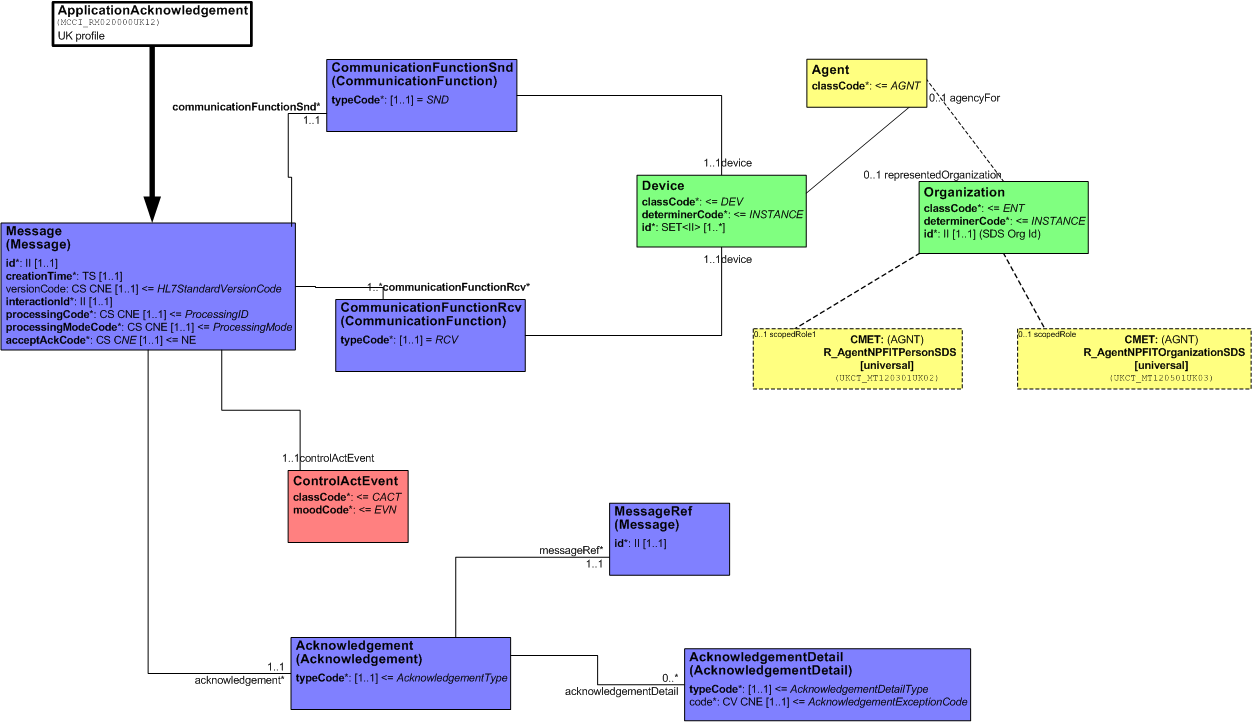 ApplicationAcknowledgement
(MCCI_RM020000UK12)
UK profile
CommunicationFunctionSnd
(CommunicationFunction)
typeCode*: [1..1] = SND
communicationFunctionSnd*
1..1
Agent
classCode*: <= AGNT
0..1 agencyFor
1..1device
0..1 representedOrganization
Device
classCode*: <= DEV
determinerCode*: <= INSTANCE
id*: SET<II> [1..*]
Organization
classCode*: <= ENT
determinerCode*: <= INSTANCE
id*: II [1..1] (SDS Org Id)
Message
(Message)
id*: II [1..1]
creationTime*: TS [1..1]
versionCode: CS CNE [1..1] <= HL7StandardVersionCode
interactionId*: II [1..1]
processingCode*: CS CNE [1..1] <= ProcessingID
processingModeCode*: CS CNE [1..1] <= ProcessingMode
acceptAckCode*: CS CNE [1..1] <= NE
1..1device
1..*communicationFunctionRcv*
CommunicationFunctionRcv
(CommunicationFunction)
typeCode*: [1..1] = RCV
0..1 scopedRole1
CMET: (AGNT)
R_AgentNPFITPersonSDS
[universal]
(UKCT_MT120301UK02)
0..1 scopedRole
CMET: (AGNT)
R_AgentNPFITOrganizationSDS
[universal]
(UKCT_MT120501UK03)
1..1controlActEvent
ControlActEvent
classCode*: <= CACT
moodCode*: <= EVN
MessageRef
(Message)
id*: II [1..1]
messageRef*
1..1
Acknowledgement
(Acknowledgement)
typeCode*: [1..1] <= AcknowledgementType
1..1
acknowledgement*
0..*
acknowledgementDetail
AcknowledgementDetail
(AcknowledgementDetail)
typeCode*: [1..1] <= AcknowledgementDetailType
code*: CV CNE [1..1] <= AcknowledgementExceptionCode